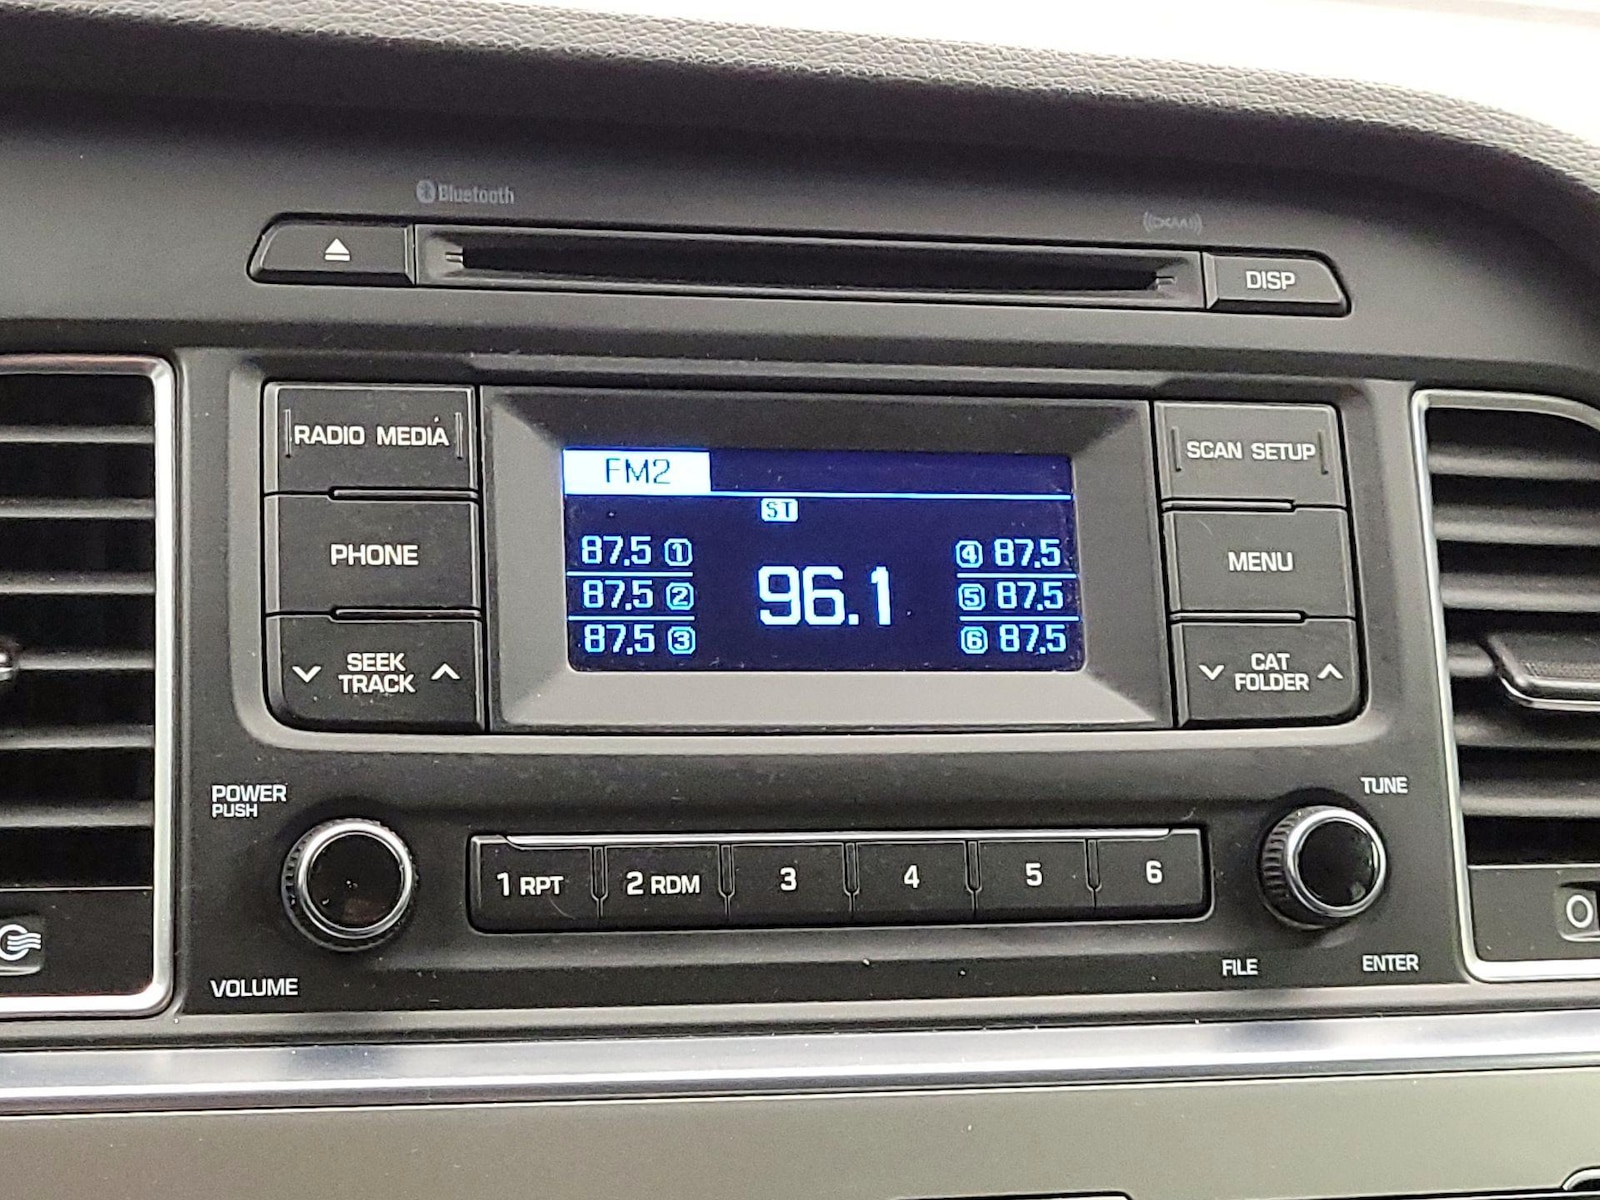 Bluetooth
((XM))
DISP
RADIO MEDIA
SCAN SETUP
FM2
ST
PHONE
MENU
87.5 1
4 87.5
87.5 2
96.1
5 87.5
87.5 3
6 87.5
SEEK
TRACK
CAT
FOLDER
POWER
PUSH
TUNE
1 RPT
2 RDM
3
4
5
6
VOLUME
FILE
ENTER